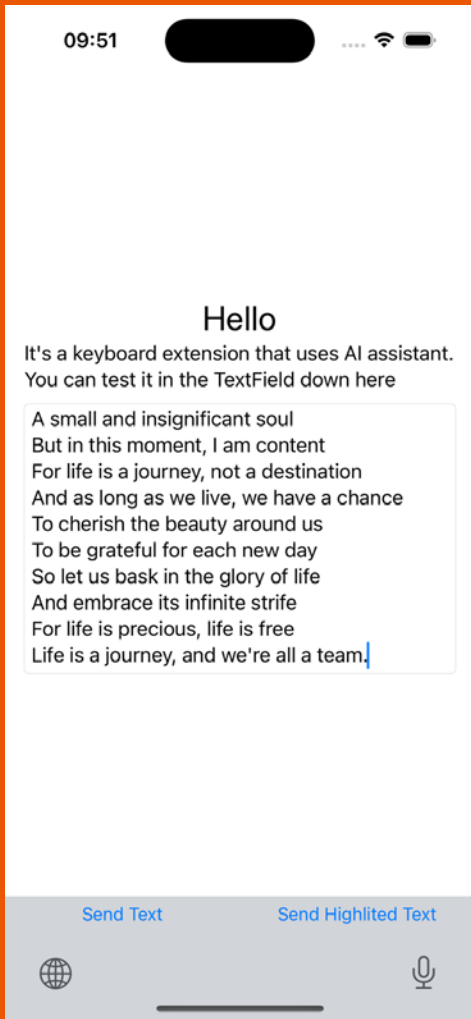 09:51
Hello
It's a keyboard extension that uses AI assistant.
You can test it in the TextField down here
A small and insignificant soul
But in this moment, I am content
For life is a journey, not a destination
And as long as we live, we have a chance
To cherish the beauty around us
To be grateful for each new day
So let us bask in the glory of life
And embrace its infinite strife
For life is precious, life is free
Life is a journey, and we're all a team.
Send Text
Send Highlited Text